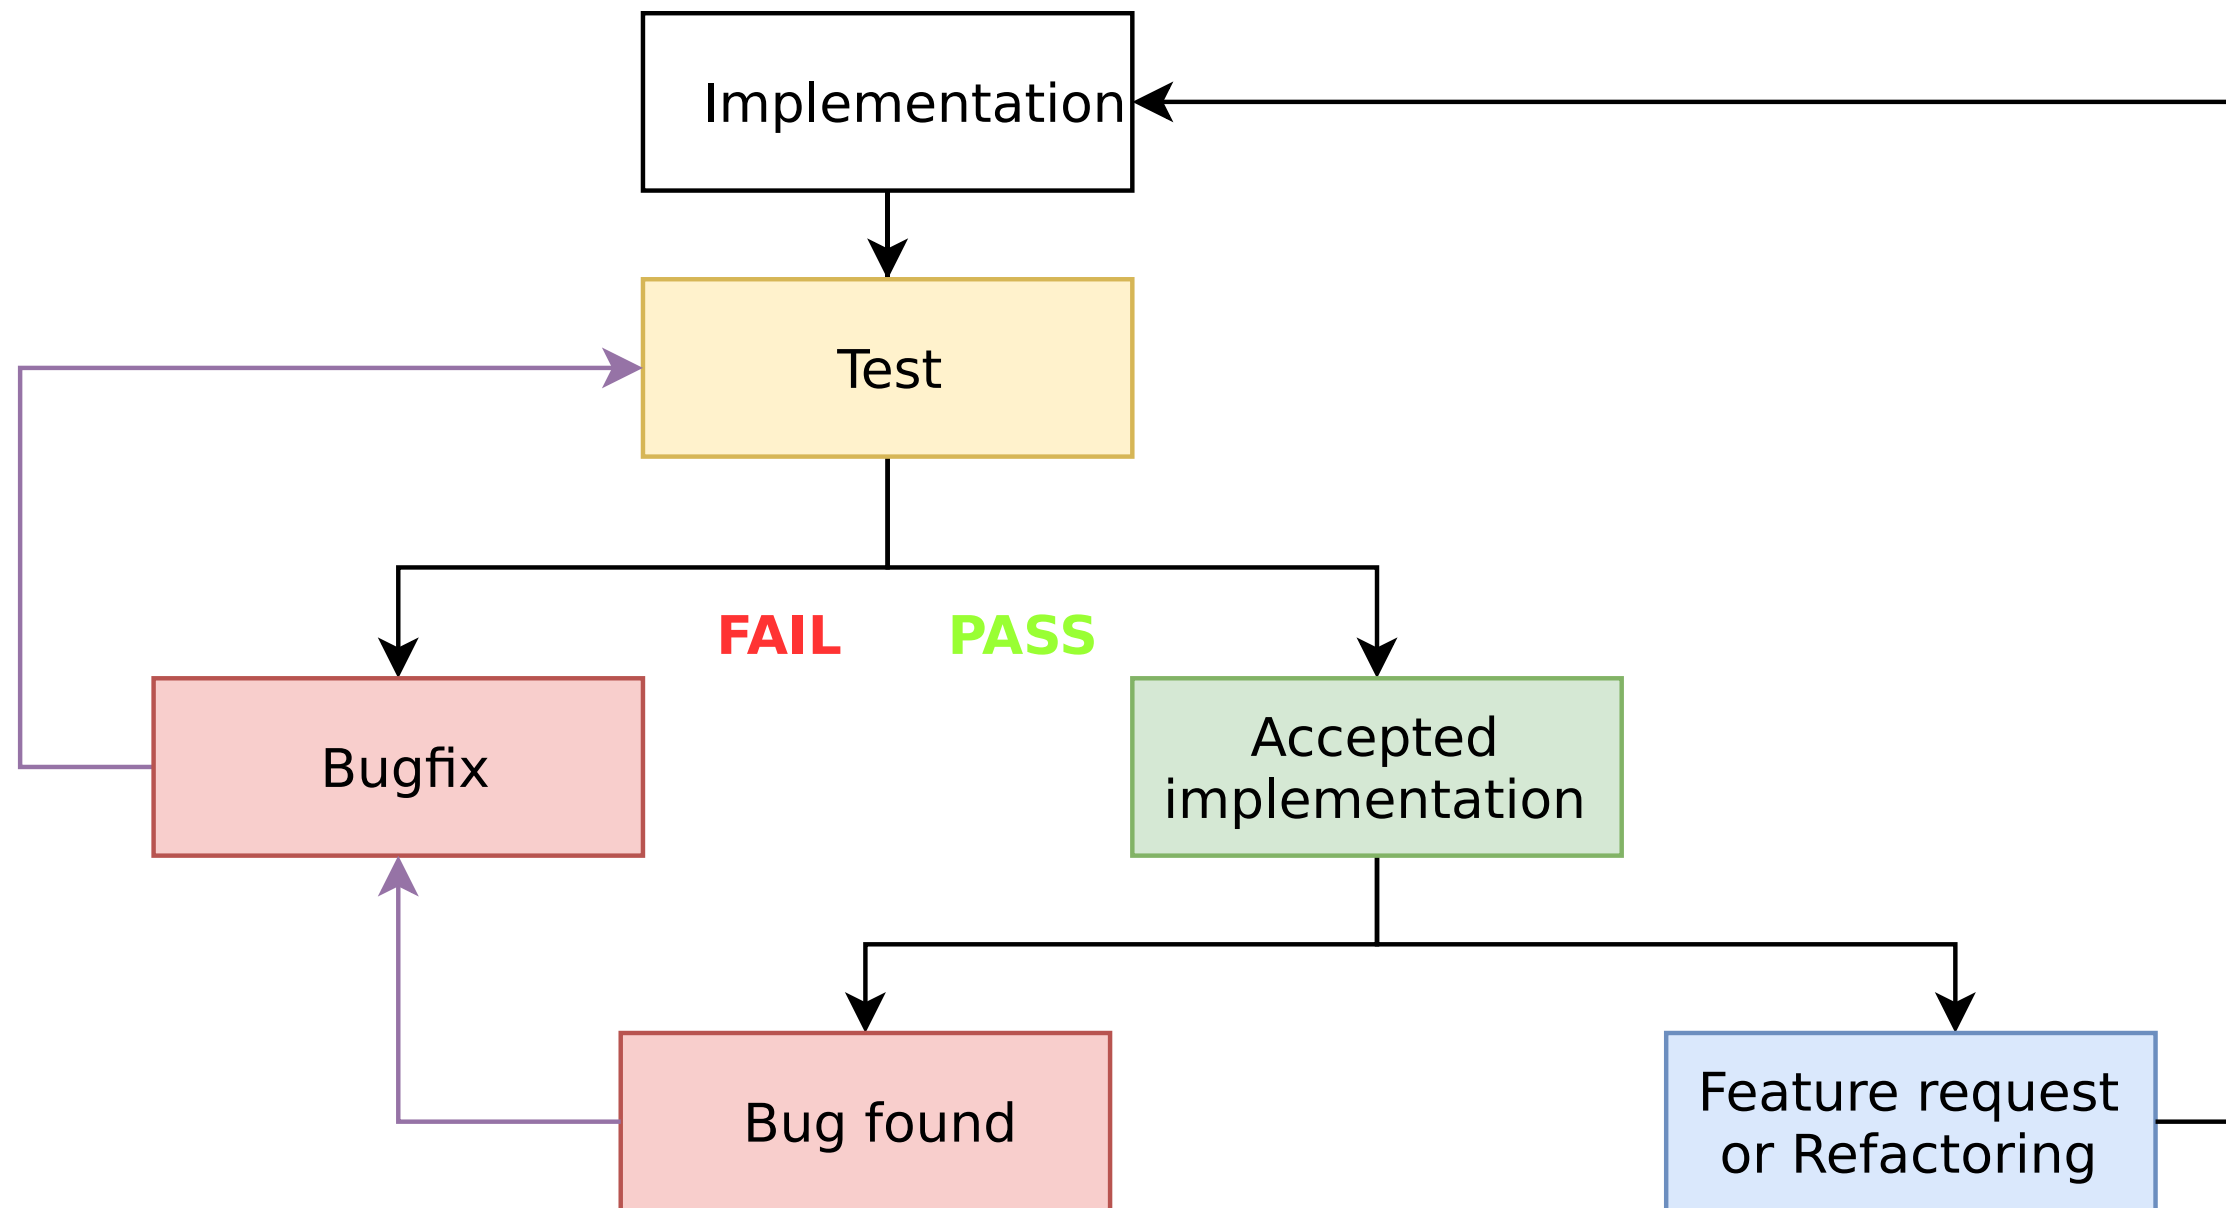 Implementation
Test
FAIL PASS
Bugfix
Accepted
implementation
Bug found
Feature request
or Refactoring